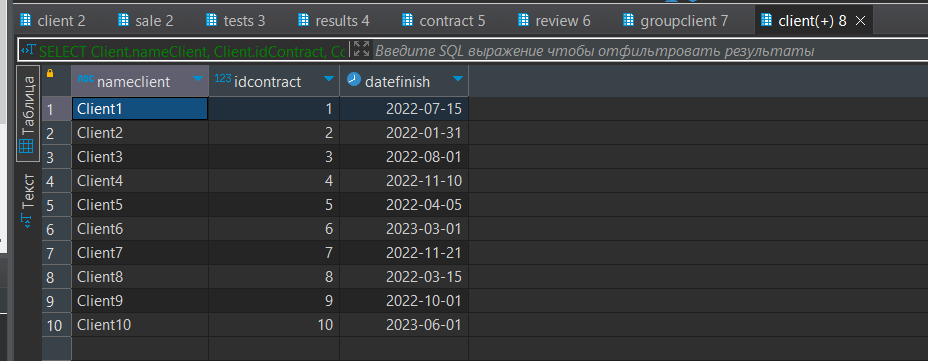 client 2 sale 2 tests 3 results 4 contract 5 review 6 groupclient 7 client(+) 8
SELECT Client.nameClient, Client.idContract, Co Введите SQL выражение чтобы отфильтровать результаты
Таблица
Текст
abc nameclient 123 idcontract datefinish
1 Client1 1 2022-07-15
2 Client2 2 2022-01-31
3 Client3 3 2022-08-01
4 Client4 4 2022-11-10
5 Client5 5 2022-04-05
6 Client6 6 2023-03-01
7 Client7 7 2022-11-21
8 Client8 8 2022-03-15
9 Client9 9 2022-10-01
10 Client10 10 2023-06-01